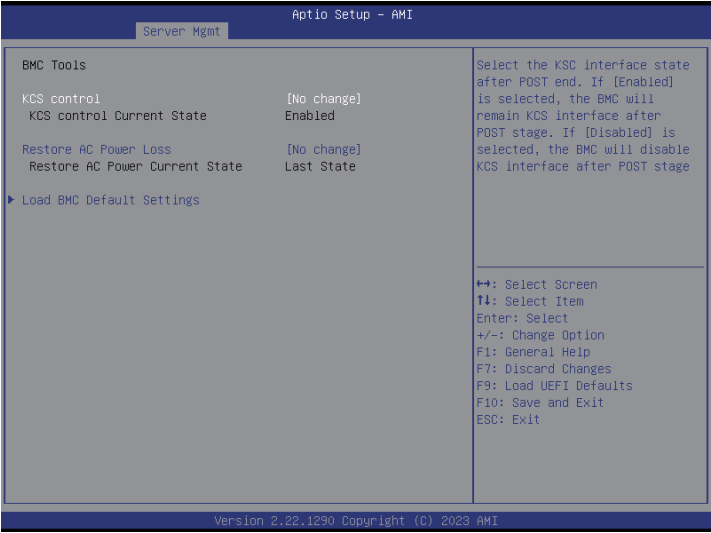 Aptio Setup - AMI
Server Mgmt
BMC Tools
KCS control [No change]
KCS control Current State Enabled
Restore AC Power Loss [No change]
Restore AC Power Current State Last State
Load BMC Default Settings
Select the KSC interface state
after POST end. If [Enabled]
is selected, the BMC will
remain KCS interface after
POST stage. If [Disabled] is
selected, the BMC will disable
KCS interface after POST stage
↔: Select Screen
↑↓: Select Item
Enter: Select
+/-: Change Option
F1: General Help
F7: Discard Changes
F9: Load UEFI Defaults
F10: Save and Exit
ESC: Exit
Version 2.22.1290 Copyright (C) 2023 AMI